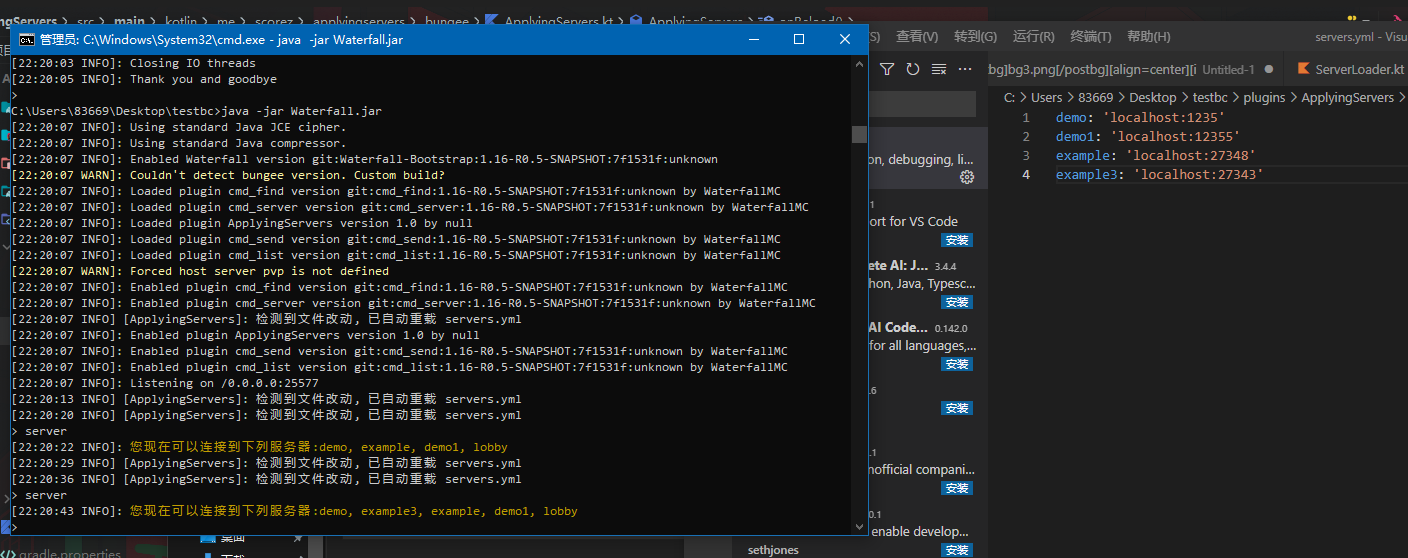 ngServers > src > main > kotlin > me > scorez > applyingservers > bungee > ApplyingServers.kt > ApplyingServers > onReload()
管理员: C:\Windows\System32\cmd.exe - java -jar Waterfall.jar
[22:20:03 INFO]: Closing IO threads
[22:20:05 INFO]: Thank you and goodbye
>
C:\Users\83669\Desktop\testbc>java -jar Waterfall.jar
[22:20:07 INFO]: Using standard Java JCE cipher.
[22:20:07 INFO]: Using standard Java compressor.
[22:20:07 INFO]: Enabled Waterfall version git:Waterfall-Bootstrap:1.16-R0.5-SNAPSHOT:7f1531f:unknown
[22:20:07 WARN]: Couldn't detect bungee version. Custom build?
[22:20:07 INFO]: Loaded plugin cmd_find version git:cmd_find:1.16-R0.5-SNAPSHOT:7f1531f:unknown by WaterfallMC
[22:20:07 INFO]: Loaded plugin cmd_server version git:cmd_server:1.16-R0.5-SNAPSHOT:7f1531f:unknown by WaterfallMC
[22:20:07 INFO]: Loaded plugin ApplyingServers version 1.0 by null
[22:20:07 INFO]: Loaded plugin cmd_send version git:cmd_send:1.16-R0.5-SNAPSHOT:7f1531f:unknown by WaterfallMC
[22:20:07 INFO]: Loaded plugin cmd_list version git:cmd_list:1.16-R0.5-SNAPSHOT:7f1531f:unknown by WaterfallMC
[22:20:07 WARN]: Forced host server pvp is not defined
[22:20:07 INFO]: Enabled plugin cmd_find version git:cmd_find:1.16-R0.5-SNAPSHOT:7f1531f:unknown by WaterfallMC
[22:20:07 INFO]: Enabled plugin cmd_server version git:cmd_server:1.16-R0.5-SNAPSHOT:7f1531f:unknown by WaterfallMC
[22:20:07 INFO] [ApplyingServers]: 检测到文件改动, 已自动重载 servers.yml
[22:20:07 INFO]: Enabled plugin ApplyingServers version 1.0 by null
[22:20:07 INFO]: Enabled plugin cmd_send version git:cmd_send:1.16-R0.5-SNAPSHOT:7f1531f:unknown by WaterfallMC
[22:20:07 INFO]: Enabled plugin cmd_list version git:cmd_list:1.16-R0.5-SNAPSHOT:7f1531f:unknown by WaterfallMC
[22:20:07 INFO]: Listening on /0.0.0.0:25577
[22:20:13 INFO] [ApplyingServers]: 检测到文件改动, 已自动重载 servers.yml
[22:20:20 INFO] [ApplyingServers]: 检测到文件改动, 已自动重载 servers.yml
> server
[22:20:22 INFO]: 您现在可以连接到下列服务器:demo, example, demo1, lobby
[22:20:29 INFO] [ApplyingServers]: 检测到文件改动, 已自动重载 servers.yml
[22:20:36 INFO] [ApplyingServers]: 检测到文件改动, 已自动重载 servers.yml
> server
[22:20:43 INFO]: 您现在可以连接到下列服务器:demo, example3, example, demo1, lobby
>
gradle.properties
桌面
(S) 查看(V) 转到(G) 运行(R) 终端(T) 帮助(H) servers.yml - Visu
on, debugging, li...
ort for VS Code
安装
ete AI: J... 3.4.4
hon, Java, Typesc...
安装
AI Code... 0.142.0
for all languages,...
安装
.6
安装
.1
nofficial compani...
安装
0.1
enable develop...
sethjones 安装
bg]bg3.png[/postbg][align=center][i Untitled-1 ServerLoader.kt
C: > Users > 83669 > Desktop > testbc > plugins > ApplyingServers >
1 demo: 'localhost:1235'
2 demo1: 'localhost:12355'
3 example: 'localhost:27348'
4 example3: 'localhost:27343'